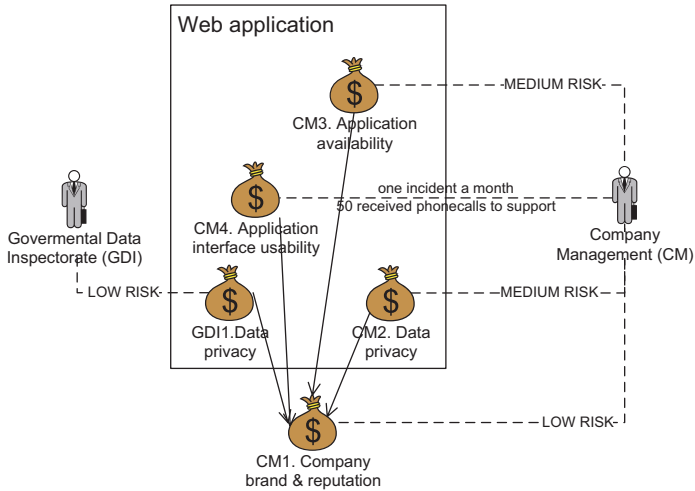 Web application
$
MEDIUM RISK
CM3. Application
availability
$
one incident a month
50 received phonecalls to support
CM4. Application
interface usability
Govermental Data
Inspectorate (GDI)
Company
Management (CM)
LOW RISK
$
$
MEDIUM RISK
GDI1.Data
privacy
CM2. Data
privacy
$
LOW RISK
CM1. Company
brand & reputation